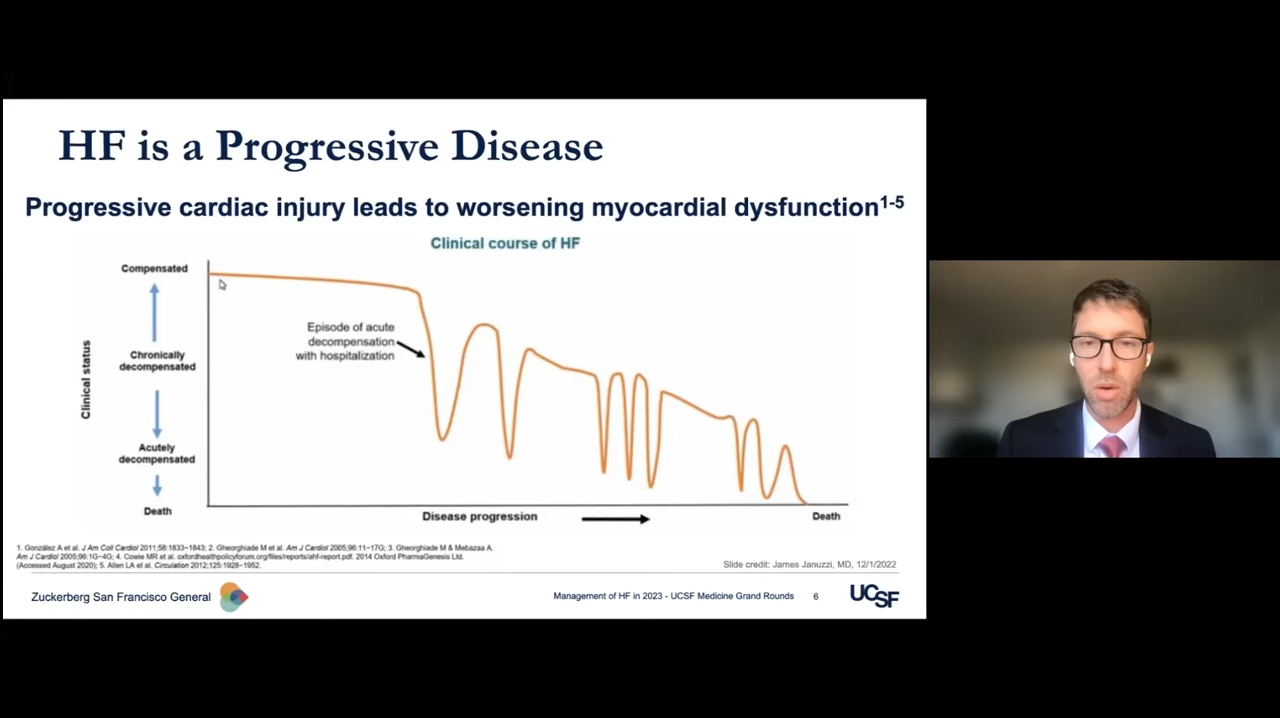 HF is a Progressive Disease
Progressive cardiac injury leads to worsening myocardial dysfunction1-5
Clinical course of HF
Clinical status
Compensated
Chronically
decompensated
Acutely
decompensated
Death
Episode of acute
decompensation
with hospitalization
Disease progression
Death
1. González A et al. J Am Coll Cardiol 2011;58:1833–1843; 2. Gheorghiade M et al. Am J Cardiol 2005;96:11–17G; 3. Gheorghiade M & Mebazaa A.
Am J Cardiol 2005;96:1G–4G; 4. Cowie MR et al. oxfordhealthpolicyforum.org/files/reports/ahf-report.pdf. 2014 Oxford PharmaGenesis Ltd.
(Accessed August 2020); 5. Allen LA et al. Circulation 2012;125:1928–1952.
Slide credit: James Januzzi, MD, 12/1/2022
Zuckerberg San Francisco General
Management of HF in 2023 - UCSF Medicine Grand Rounds
6
UCSF